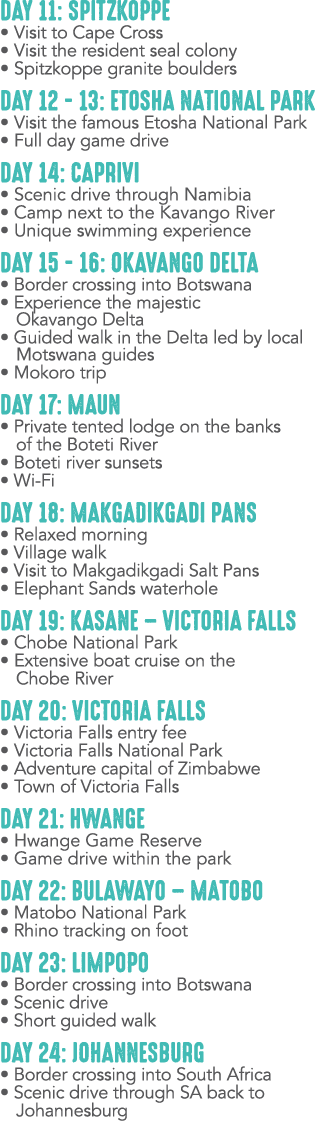 DAY 11: SPITZKOPPE
• Visit to Cape Cross
• Visit the resident seal colony
• Spitzkoppe granite boulders
DAY 12 - 13: ETOSHA NATIONAL PARK
• Visit the famous Etosha National Park
• Full day game drive
DAY 14: CAPRIVI
• Scenic drive through Namibia
• Camp next to the Kavango River
• Unique swimming experience
DAY 15 - 16: OKAVANGO DELTA
• Border crossing into Botswana
• Experience the majestic
Okavango Delta
• Guided walk in the Delta led by local
Motswana guides
• Mokoro trip
DAY 17: MAUN
• Private tented lodge on the banks
of the Boteti River
• Boteti river sunsets
• Wi-Fi
DAY 18: MAKGADIKGADI PANS
• Relaxed morning
• Village walk
• Visit to Makgadikgadi Salt Pans
• Elephant Sands waterhole
DAY 19: KASANE – VICTORIA FALLS
• Chobe National Park
• Extensive boat cruise on the
Chobe River
DAY 20: VICTORIA FALLS
• Victoria Falls entry fee
• Victoria Falls National Park
• Adventure capital of Zimbabwe
• Town of Victoria Falls
DAY 21: HWANGE
• Hwange Game Reserve
• Game drive within the park
DAY 22: BULAWAYO – MATOBO
• Matobo National Park
• Rhino tracking on foot
DAY 23: LIMPOPO
• Border crossing into Botswana
• Scenic drive
• Short guided walk
DAY 24: JOHANNESBURG
• Border crossing into South Africa
• Scenic drive through SA back to
Johannesburg